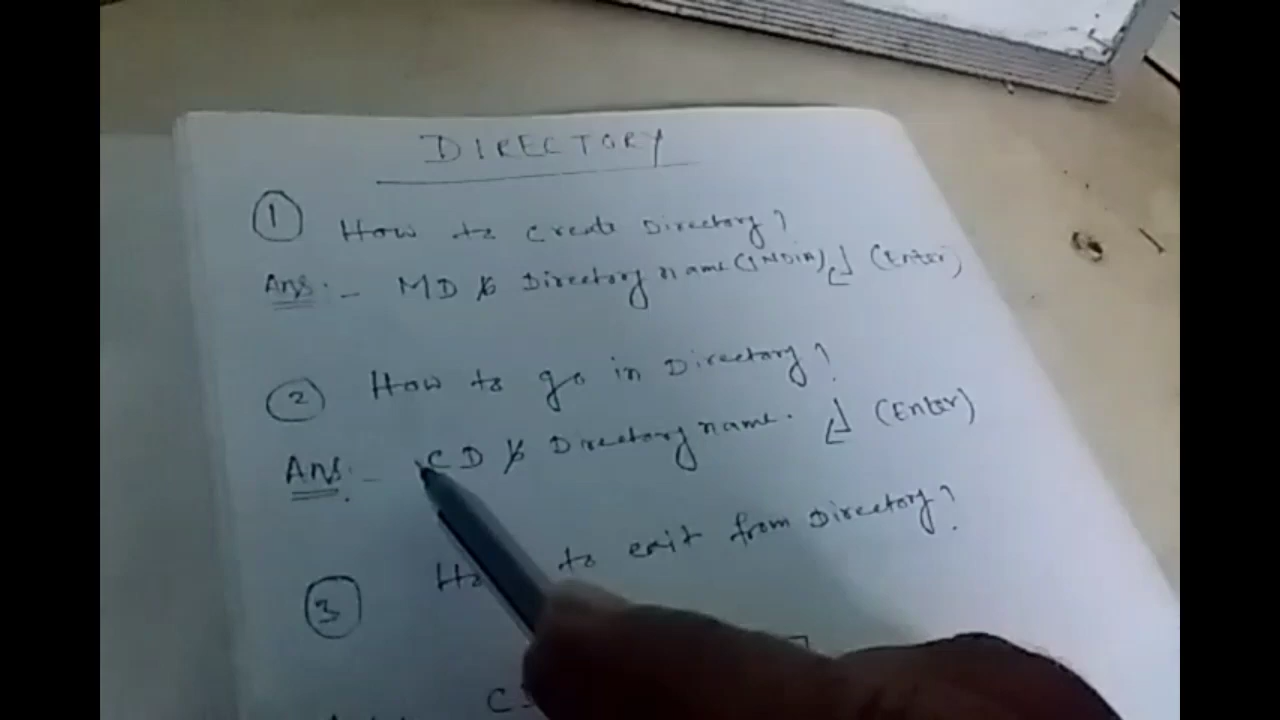 DIRECTORY
1 How to create Directory?
Ans:- MD ␢ Directory name (INDIA) ↵ (Enter)
2 How to go in Directory?
Ans:- CD ␢ Directory name. ↵ (Enter)
3 to exit from Directory?